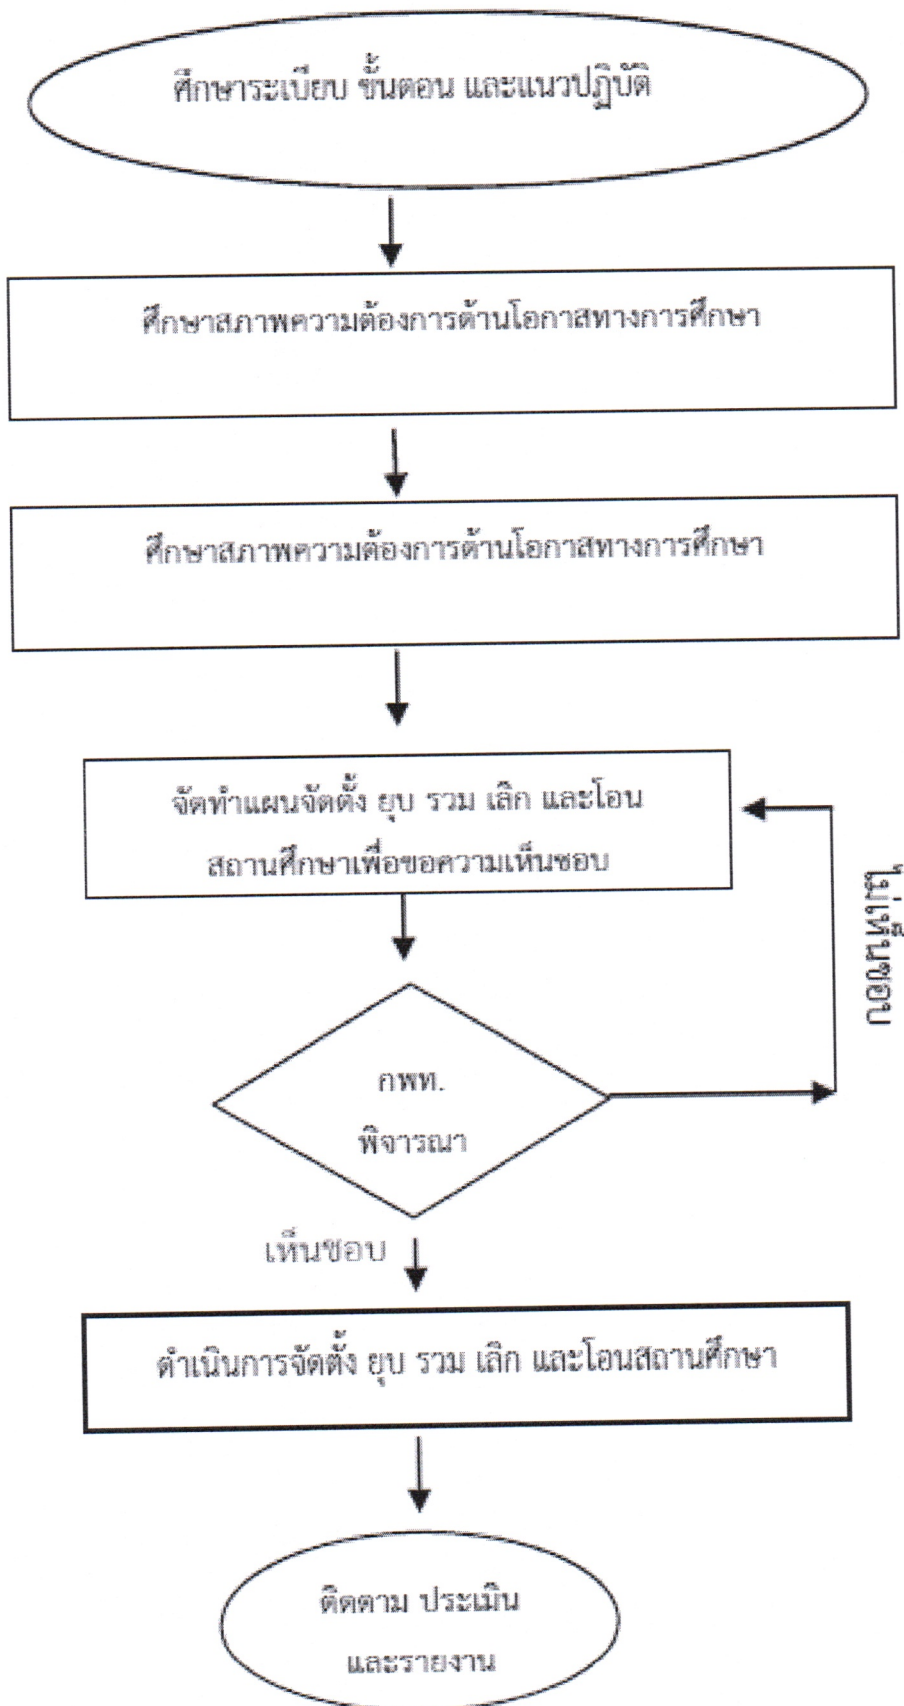 ศึกษาระเบียบ ขั้นตอน และแนวปฏิบัติ
ศึกษาสภาพความต้องการด้านโอกาสทางการศึกษา
ศึกษาสภาพความต้องการด้านโอกาสทางการศึกษา
จัดทำแผนจัดตั้ง ยุบ รวม เลิก และโอน
สถานศึกษาเพื่อขอความเห็นชอบ
ไม่เห็นชอบ
กพท.
พิจารณา
เห็นชอบ
ดำเนินการจัดตั้ง ยุบ รวม เลิก และโอนสถานศึกษา
ติดตาม ประเมิน
และรายงาน